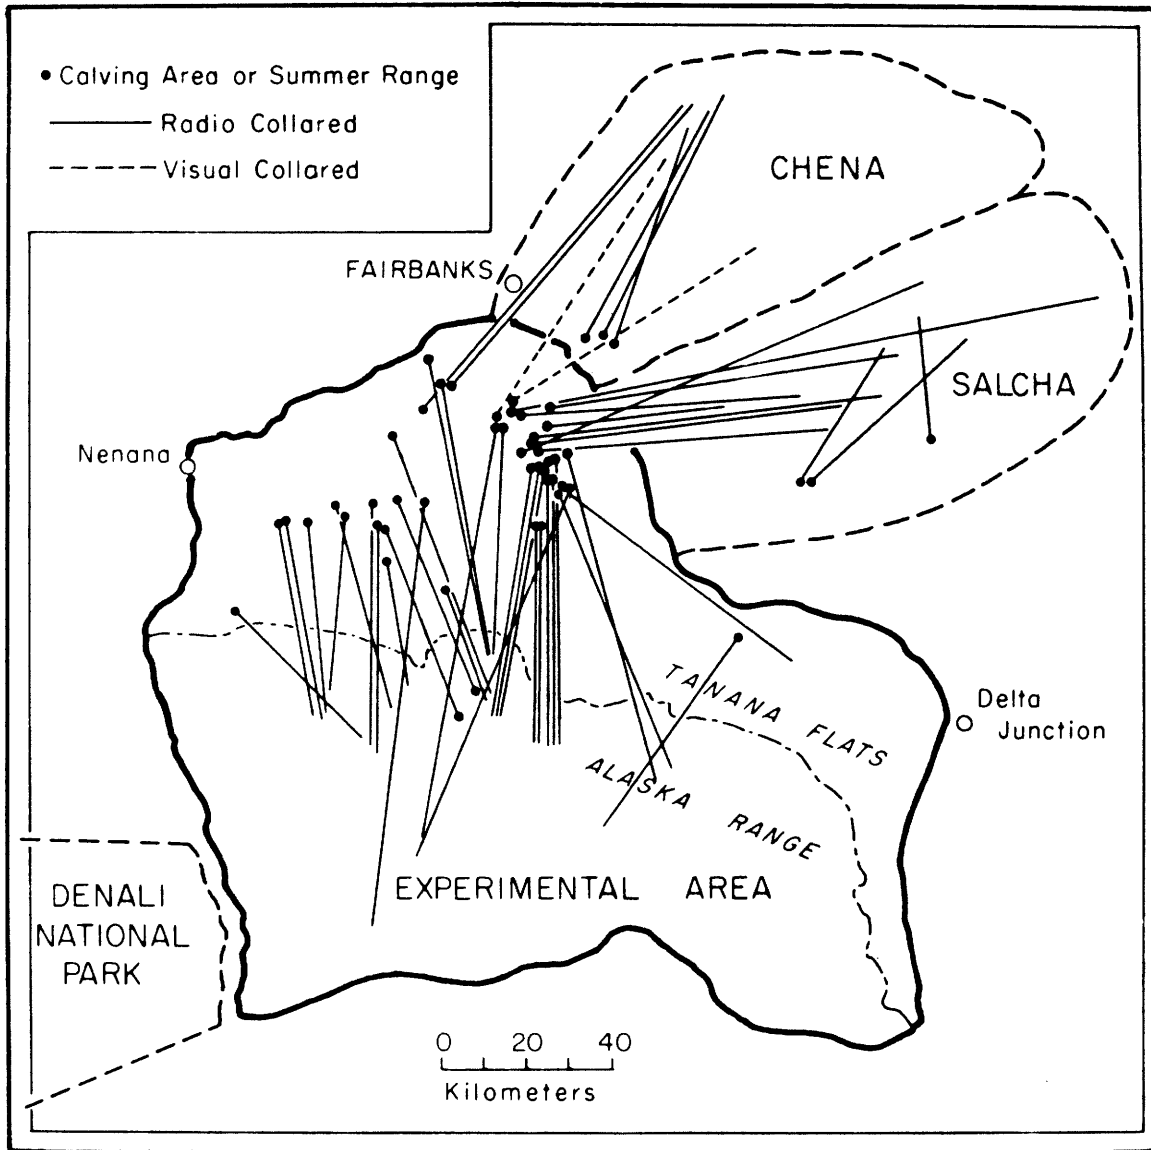 Calving Area or Summer Range
Radio Collared
Visual Collared
CHENA
FAIRBANKS
SALCHA
Nenana
TANANA FLATS
Delta
Junction
ALASKA RANGE
EXPERIMENTAL AREA
DENALI
NATIONAL
PARK
0 20 40
Kilometers